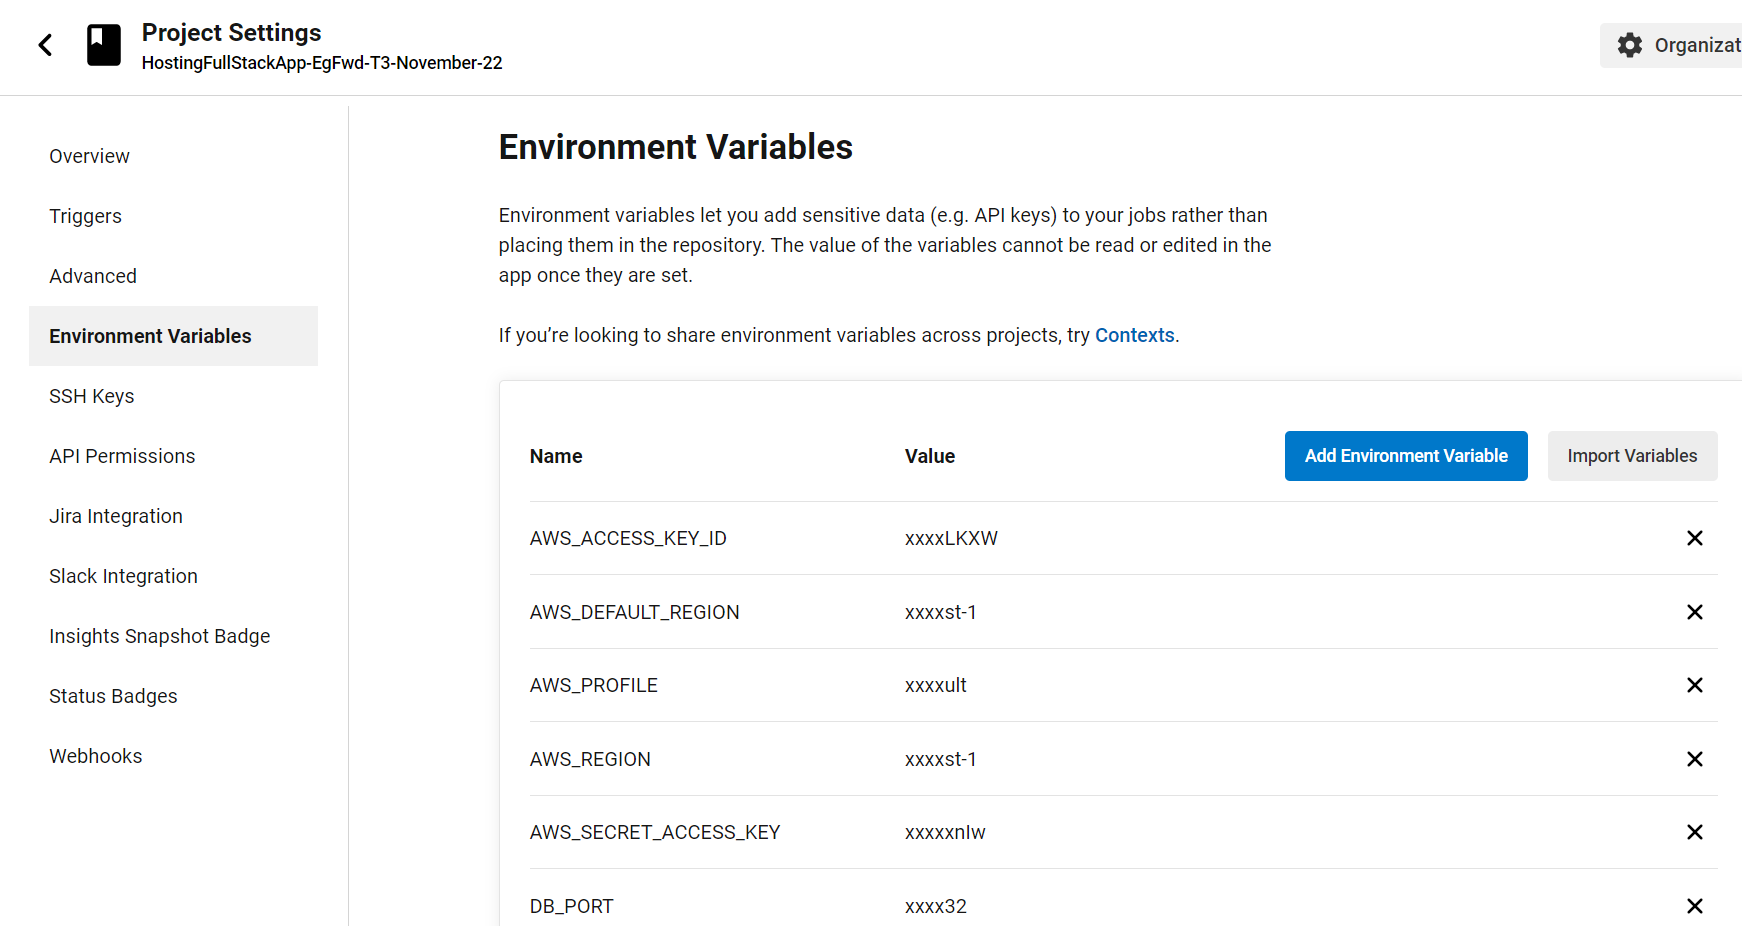 Project Settings
HostingFullStackApp-EgFwd-T3-November-22
Organizat
Overview
Triggers
Advanced
Environment Variables
SSH Keys
API Permissions
Jira Integration
Slack Integration
Insights Snapshot Badge
Status Badges
Webhooks
Environment Variables
Environment variables let you add sensitive data (e.g. API keys) to your jobs rather than
placing them in the repository. The value of the variables cannot be read or edited in the
app once they are set.
If you’re looking to share environment variables across projects, try Contexts.
Name Value Add Environment Variable Import Variables
AWS_ACCESS_KEY_ID xxxxLKXW
AWS_DEFAULT_REGION xxxxst-1
AWS_PROFILE xxxxult
AWS_REGION xxxxst-1
AWS_SECRET_ACCESS_KEY xxxxxnIw
DB_PORT xxxx32